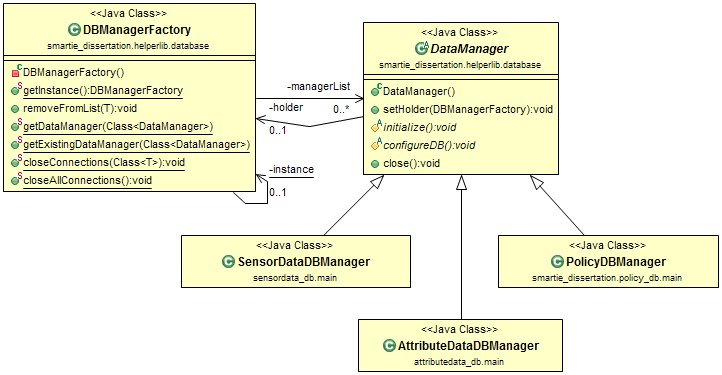 <<Java Class>>
DBManagerFactory
smartie_dissertation.helperlib.database
DBManagerFactory()
getInstance():DBManagerFactory
removeFromList(T):void
getDataManager(Class<DataManager>)
getExistingDataManager(Class<DataManager>)
closeConnections(Class<T>):void
closeAllConnections():void
-managerList
0..*
-holder
0..1
-instance
0..1
<<Java Class>>
DataManager
smartie_dissertation.helperlib.database
DataManager()
setHolder(DBManagerFactory):void
initialize():void
configureDB():void
close():void
<<Java Class>>
SensorDataDBManager
sensordata_db.main
<<Java Class>>
PolicyDBManager
smartie_dissertation.policy_db.main
<<Java Class>>
AttributeDataDBManager
attributedata_db.main